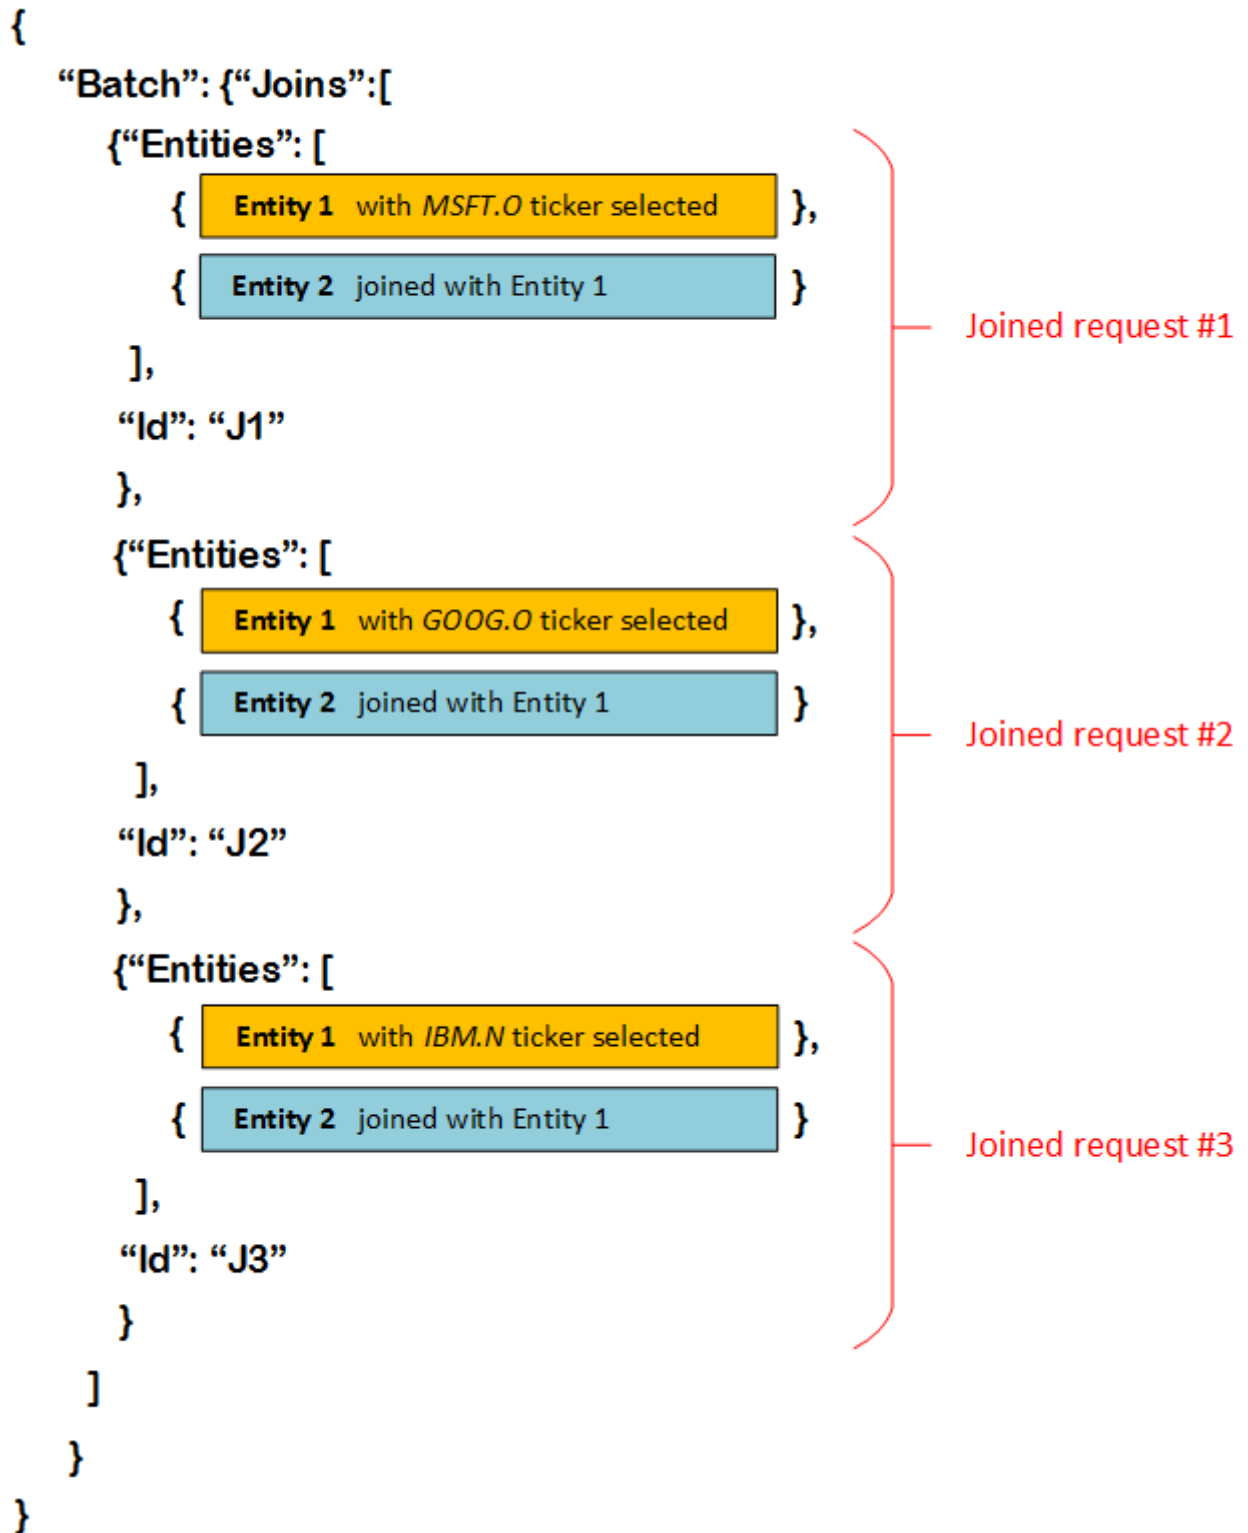 {
“Batch”: {“Joins”:[
{“Entities”: [
{ Entity 1 with MSFT.O ticker selected },
{ Entity 2 joined with Entity 1 }
],
Joined request #1
“Id”: “J1”
},
{“Entities”: [
{ Entity 1 with GOOG.O ticker selected },
{ Entity 2 joined with Entity 1 }
Joined request #2
],
“Id”: “J2”
},
{“Entities”: [
{ Entity 1 with IBM.N ticker selected },
{ Entity 2 joined with Entity 1 }
Joined request #3
],
“Id”: “J3”
}
]
}
}